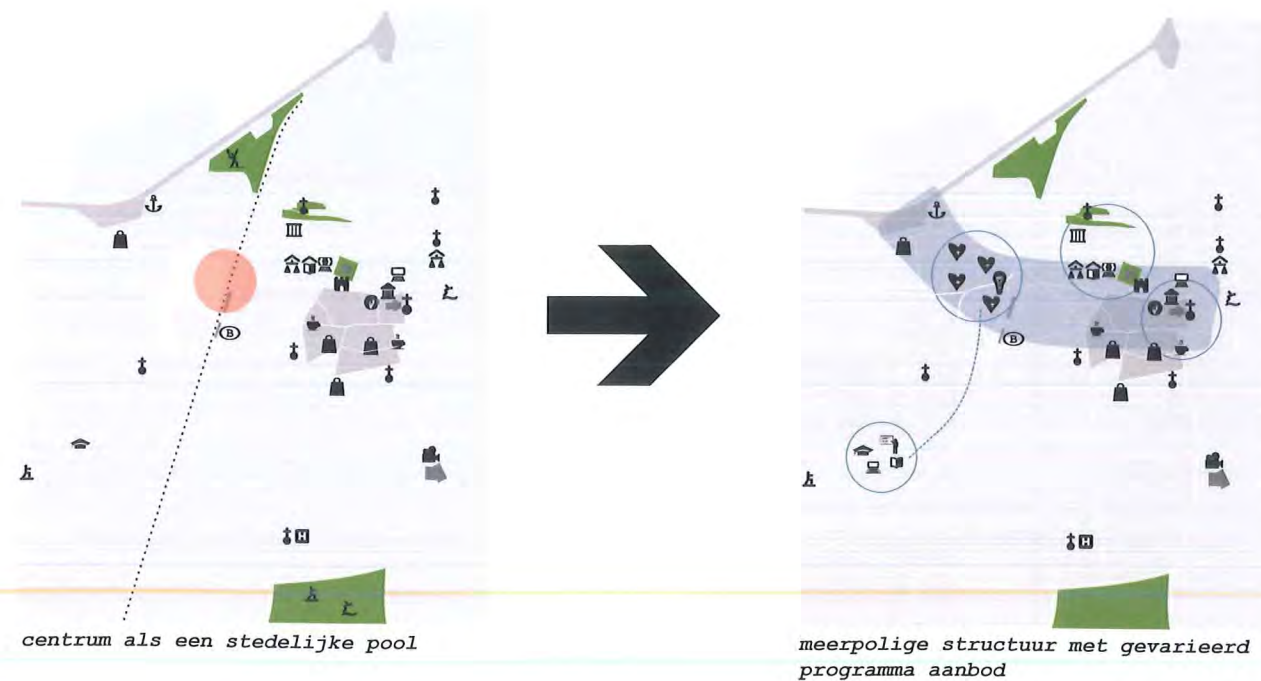 B
H
centrum als een stedelijke pool
B
H
meerpolige structuur met gevarieerd
programma aanbod